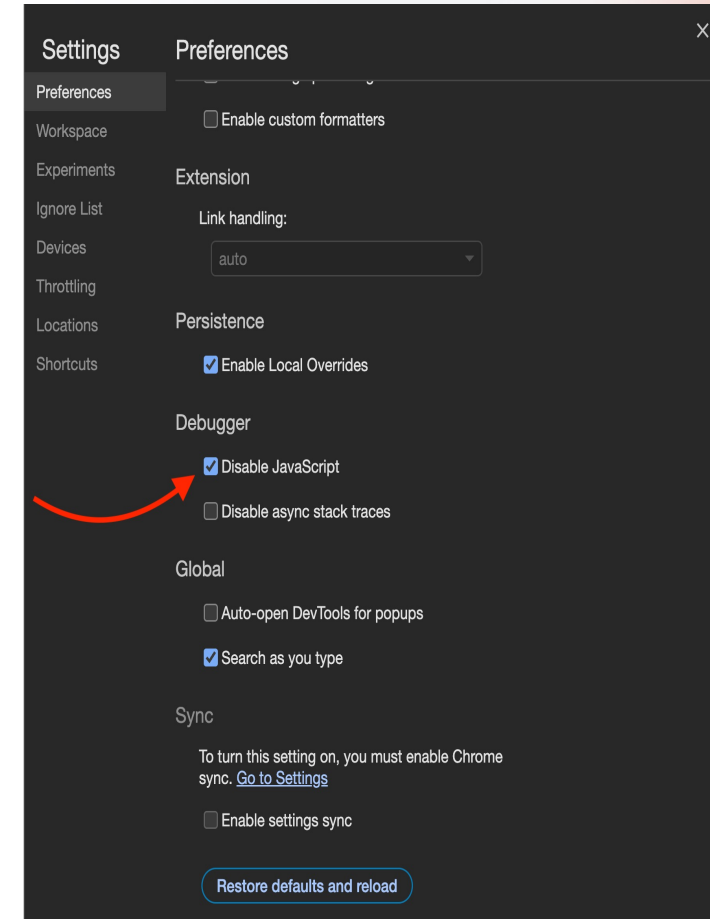 Settings
Preferences
Preferences
Workspace
Experiments
Ignore List
Devices
Throttling
Locations
Shortcuts
Enable custom formatters
Extension
Link handling:
auto
Persistence
Enable Local Overrides
Debugger
Disable JavaScript
Disable async stack traces
Global
Auto-open DevTools for popups
Search as you type
Sync
To turn this setting on, you must enable Chrome
sync. Go to Settings
Enable settings sync
Restore defaults and reload